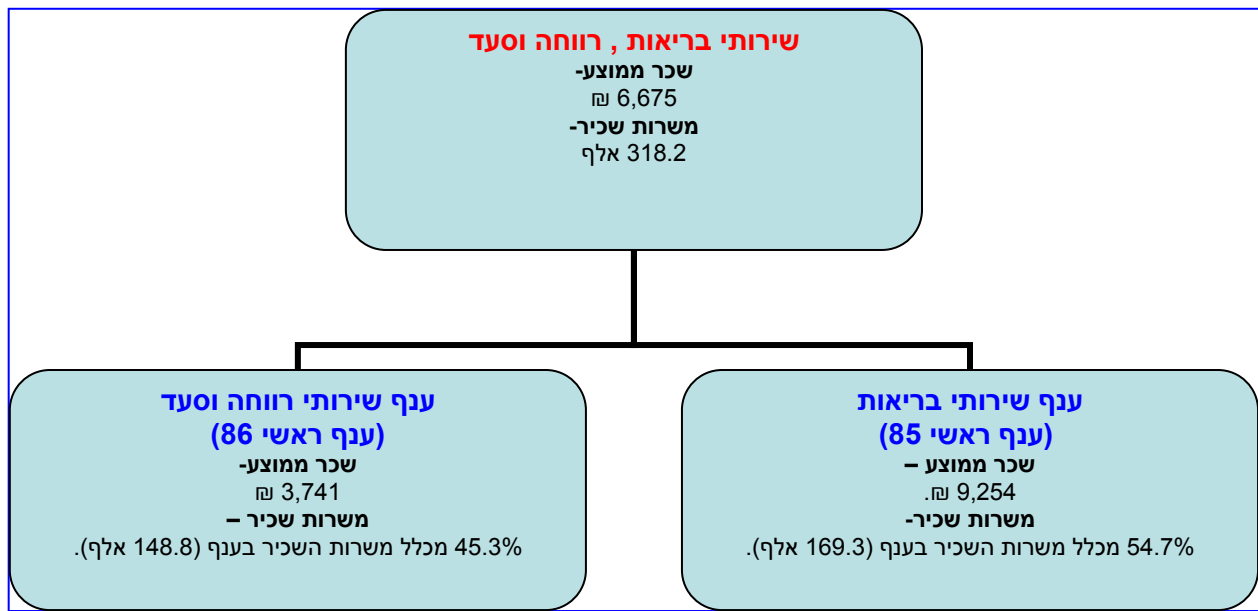 שירותי בריאות , רווחה וסעד
שכר ממוצע-
6,675 ₪
משרות שכיר-
318.2 אלף
ענף שירותי בריאות
(ענף ראשי 85)
שכר ממוצע –
9,254 ₪.
משרות שכיר-
54.7% מכלל משרות השכיר בענף (169.3 אלף).
ענף שירותי רווחה וסעד
(ענף ראשי 86)
שכר ממוצע-
3,741 ₪
משרות שכיר –
45.3% מכלל משרות השכיר בענף (148.8 אלף).